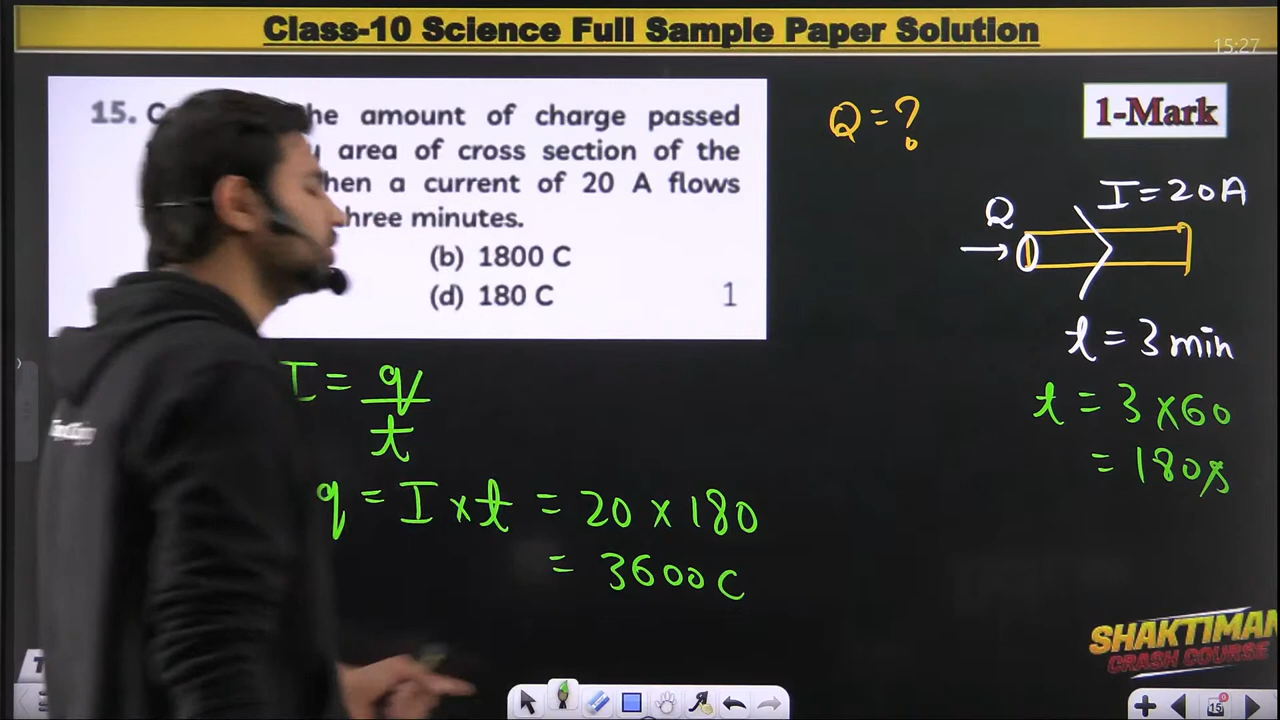 Class-10 Science Full Sample Paper Solution
15:27
15. the amount of charge passed
area of cross section of the
a current of 20 A flows
three minutes.
(b) 1800 C
(d) 180 C
1
Q = ?
1-Mark
I = 20A
Q
t = 3 min
t = 3 x 60
= 180s
I = q/t
q = I x t = 20 x 180
= 3600 C
SHAKTIMAN
CRASH COURSE
15